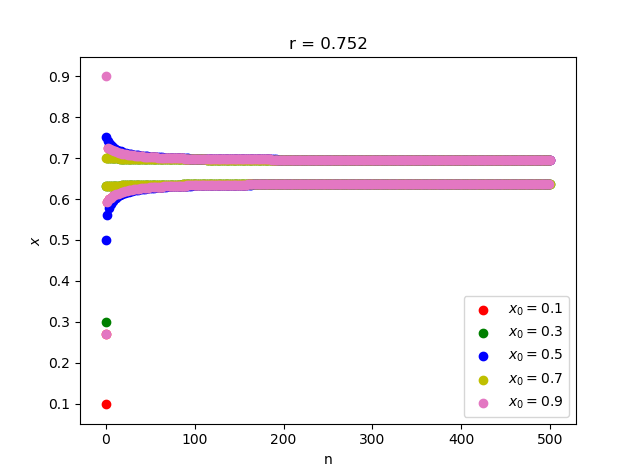 r = 0.752
0.9
0.8
0.7
0.6
0.5
0.4
0.3
0.2
0.1
x
0 100 200 300 400 500
n
x₀ = 0.1
x₀ = 0.3
x₀ = 0.5
x₀ = 0.7
x₀ = 0.9